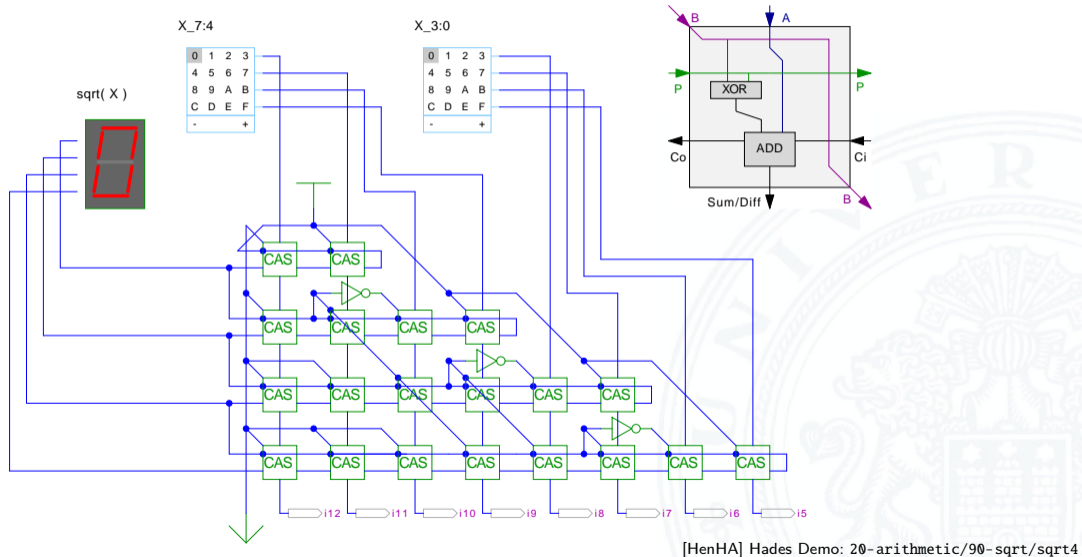 X_7:4
X_3:0
0 1 2 3
4 5 6 7
8 9 A B
C D E F
- +
0 1 2 3
4 5 6 7
8 9 A B
C D E F
- +
sqrt( X )
0
B
A
P
P
XOR
ADD
Co
Ci
Sum/Diff
B
CAS CAS
CAS CAS CAS CAS
CAS CAS CAS CAS CAS CAS
CAS CAS CAS CAS CAS CAS CAS CAS
i12 i11 i10 i9 i8 i7 i6 i5
[HenHA] Hades Demo: 20-arithmetic/90-sqrt/sqrt4
I V E R